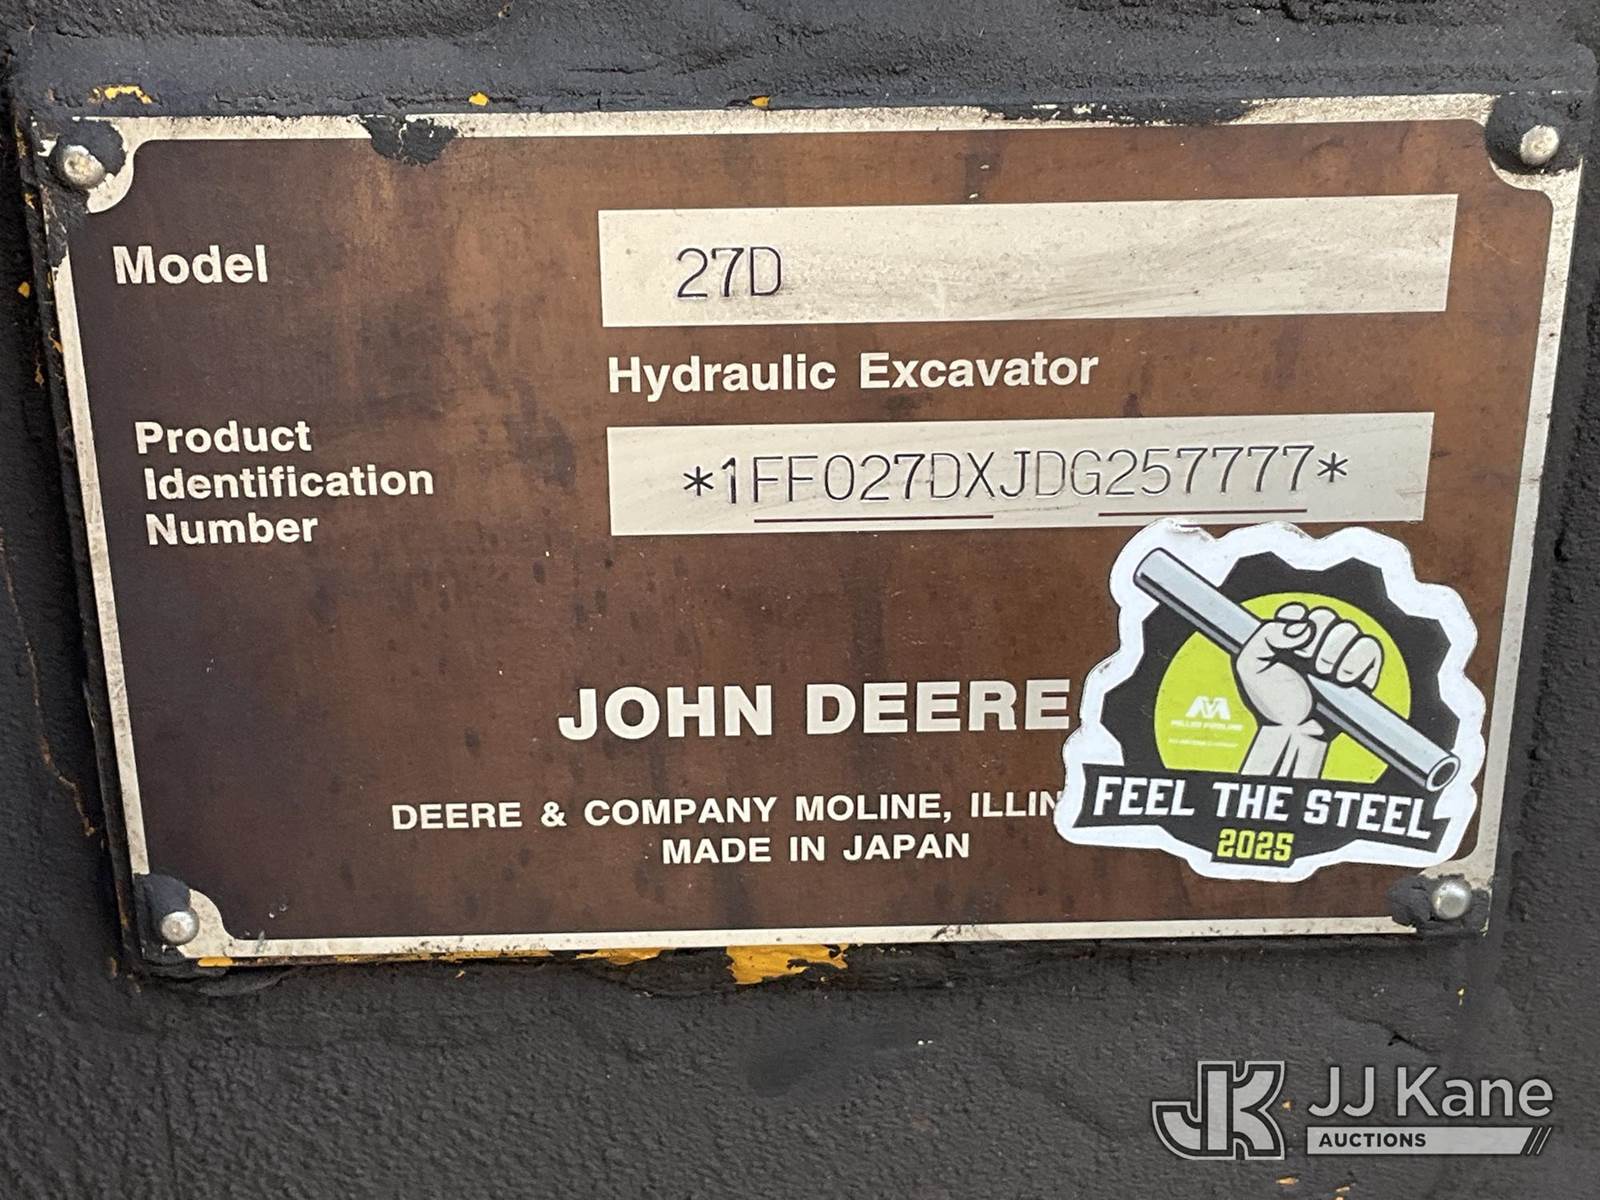 Model
27D
Hydraulic Excavator
Product
Identification
Number
*1FF027DXJDG257777*
JOHN DEERE
DEERE & COMPANY MOLINE, ILLIN
MADE IN JAPAN
FEEL THE STEEL
2025
JK JJ Kane
AUCTIONS